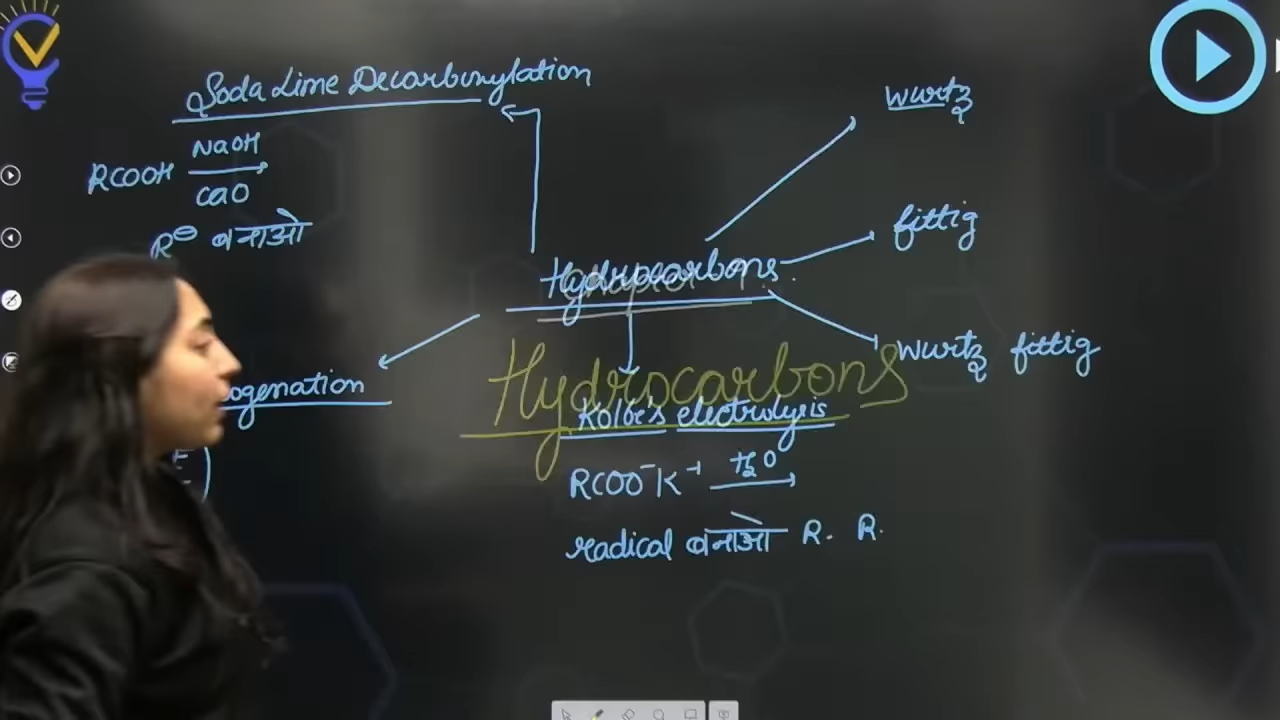 Soda Lime Decarboxylation
RCOOH NaOH
CaO
R⊖ बनाओ
wurtz
fittig
Hydrocarbons
wurtz fittig
Hydrocarbons
Kolbe's electrolysis
RCOO⁻K⁺ H₂O
radical बनाओ R. R.